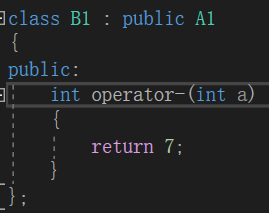 class B1 : public A1
{
public:
int operator-(int a)
{
return 7;
}
};